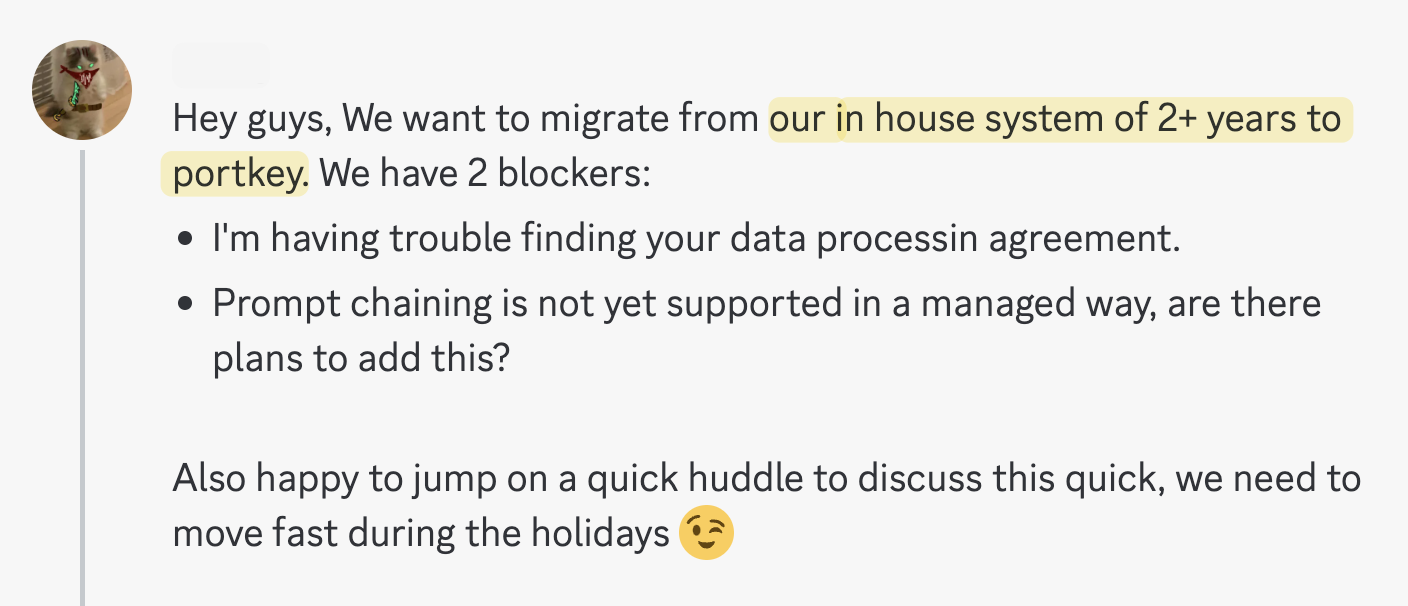 Hey guys, We want to migrate from our in house system of 2+ years to
portkey. We have 2 blockers:
• I'm having trouble finding your data processin agreement.
• Prompt chaining is not yet supported in a managed way, are there
plans to add this?
Also happy to jump on a quick huddle to discuss this quick, we need to
move fast during the holidays 😉